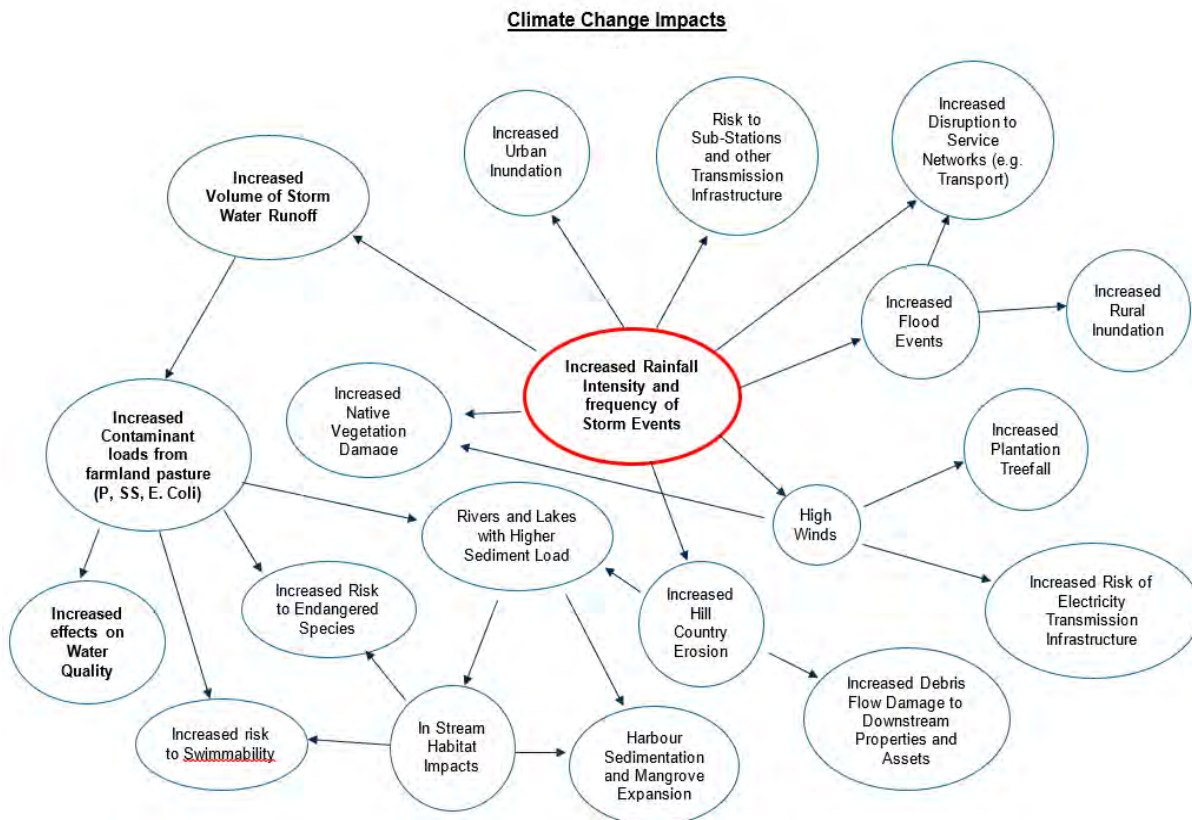 Climate Change Impacts
Increased
Urban
Inundation
Risk to
Sub-Stations
and other
Transmission
Infrastructure
Increased
Disruption to
Service
Networks (e.g.
Transport)
Increased
Volume of Storm
Water Runoff
Increased
Flood
Events
Increased
Rural
Inundation
Increased Rainfall
Intensity and
frequency of
Storm Events
Increased
Native
Vegetation
Damage
Increased
Contaminant
loads from
farmland pasture
(P, SS, E. Coli)
Increased
Plantation
Treefall
High
Winds
Rivers and Lakes
with Higher
Sediment Load
Increased Risk
to Endangered
Species
Increased
Hill
Country
Erosion
Increased Risk of
Electricity
Transmission
Infrastructure
Increased
effects on
Water
Quality
Increased Debris
Flow Damage to
Downstream
Properties and
Assets
Increased risk
to Swimmability
In Stream
Habitat
Impacts
Harbour
Sedimentation
and Mangrove
Expansion